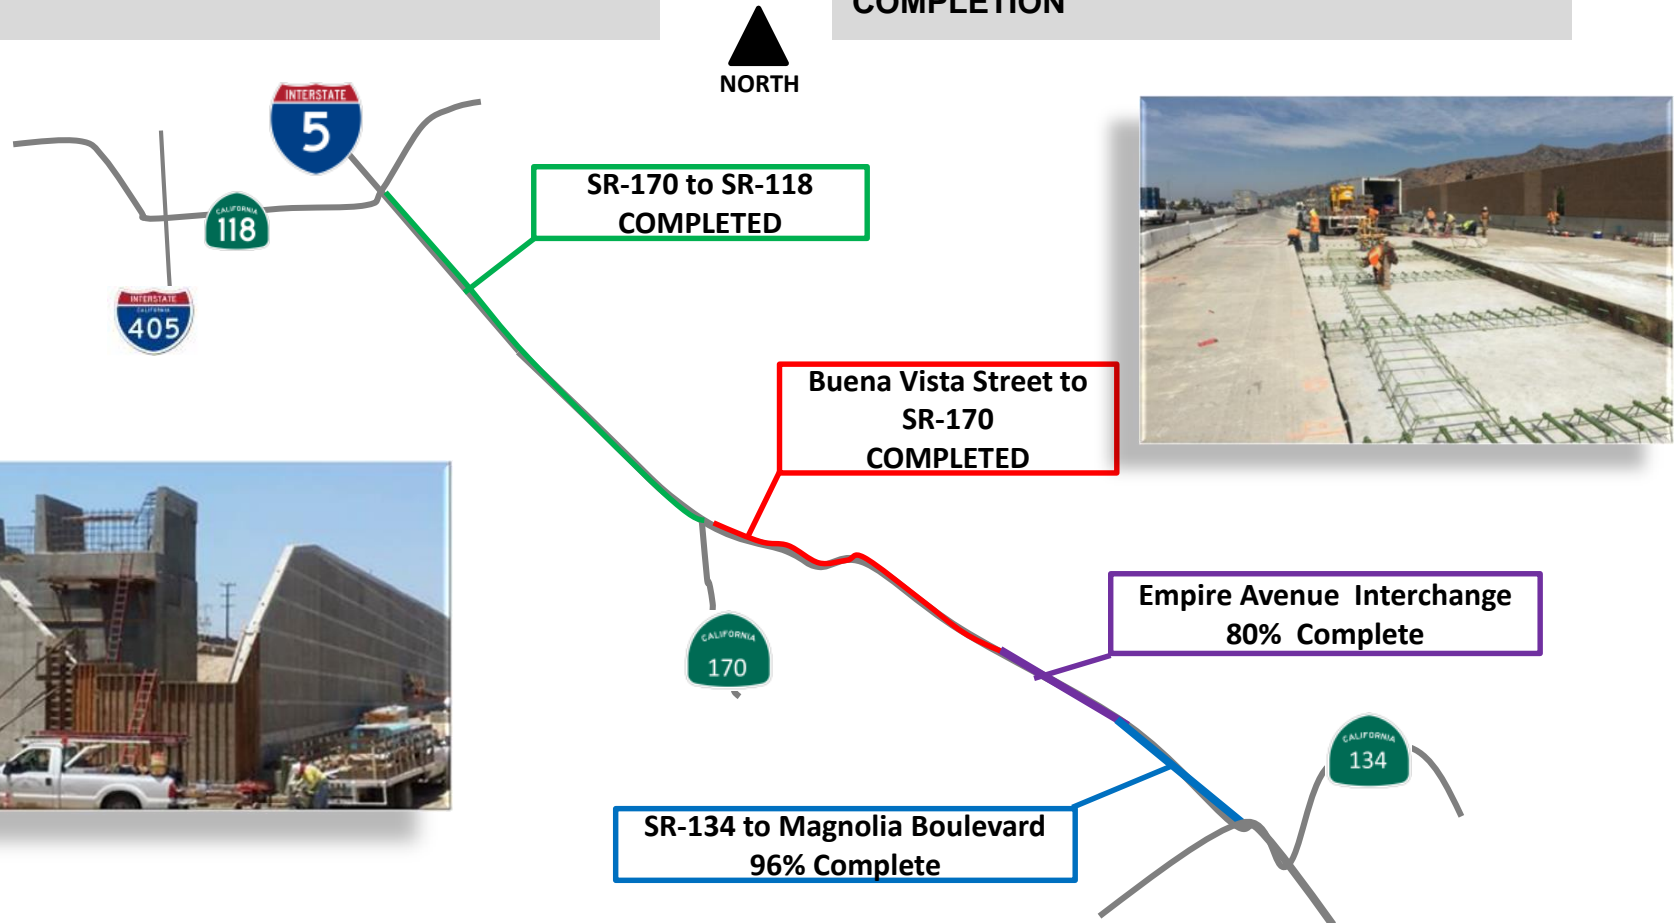 COMPLETION
NORTH
INTERSTATE
5
SR-170 to SR-118
COMPLETED
CALIFORNIA
118
INTERSTATE
CALIFORNIA
405
Buena Vista Street to
SR-170
COMPLETED
Empire Avenue  Interchange
80%  Complete
CALIFORNIA
170
CALIFORNIA
134
SR-134 to Magnolia Boulevard
96% Complete